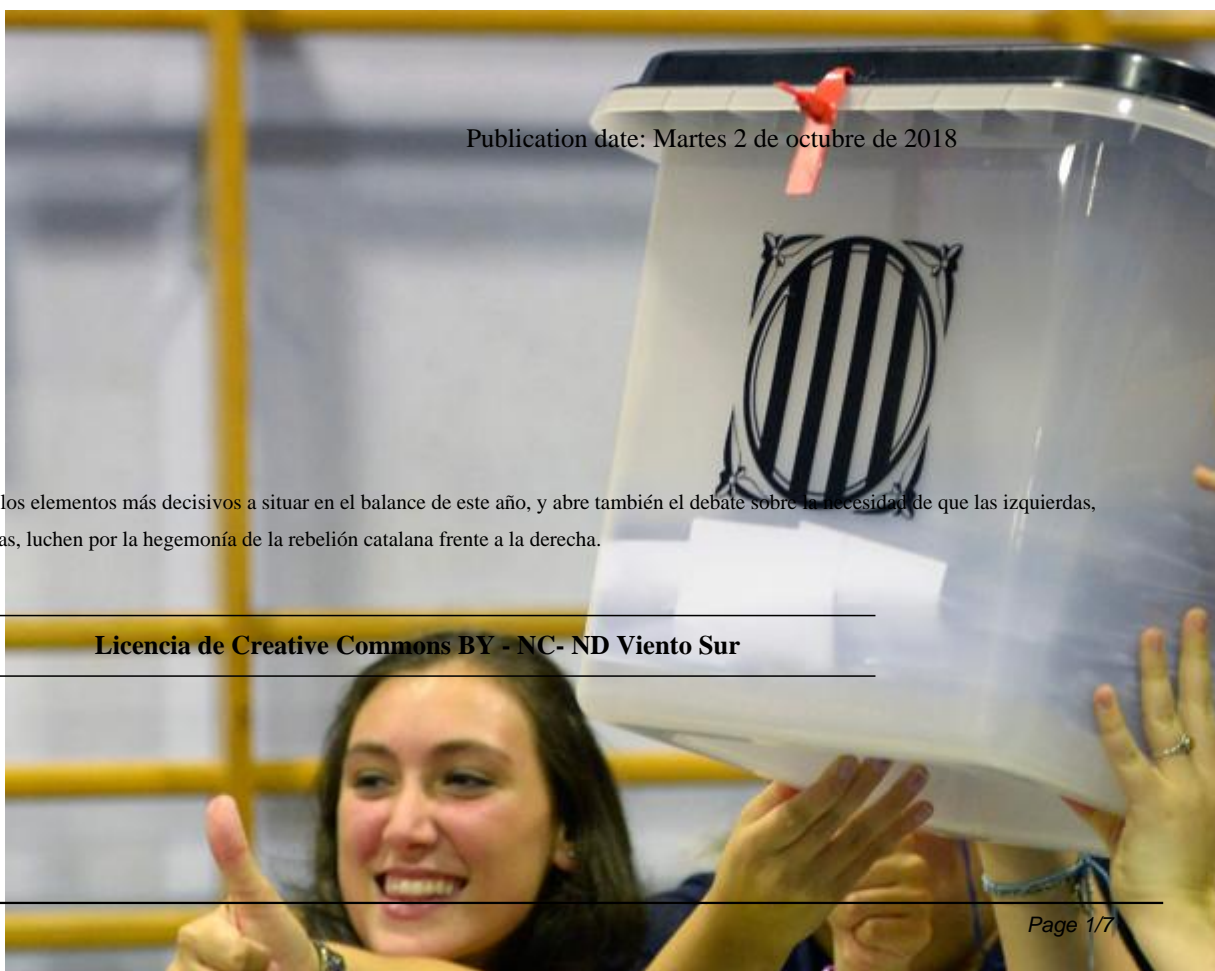 Publication date: Martes 2 de octubre de 2018
los elementos más decisivos a situar en el balance de este año, y abre también el debate sobre la necesidad de que las izquierdas,
as, luchen por la hegemonía de la rebelión catalana frente a la derecha.
Licencia de Creative Commons BY - NC- ND Viento Sur
Page 1/7